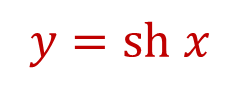 y = sh x